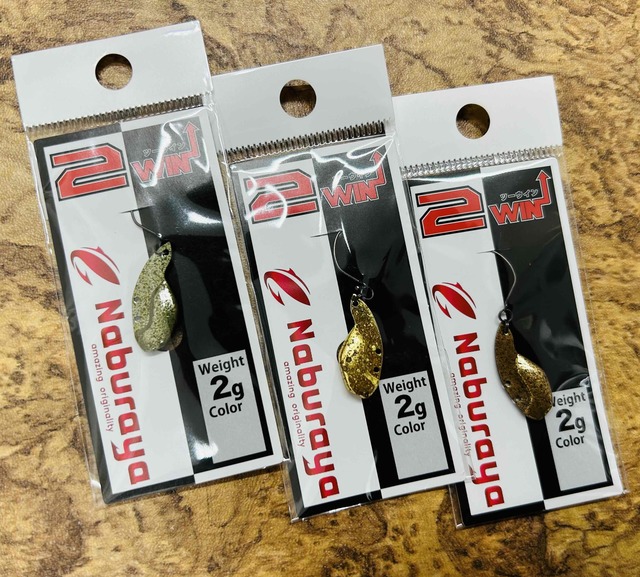 2
ツーウイン
WIN
Naburaya
amazing originality
Weight
2g
Color
2
ツーウイン
WIN
Naburaya
amazing originality
Weight
2g
Color
2
ツーウイン
WIN
Naburaya
amazing originality
Weight
2g
Color